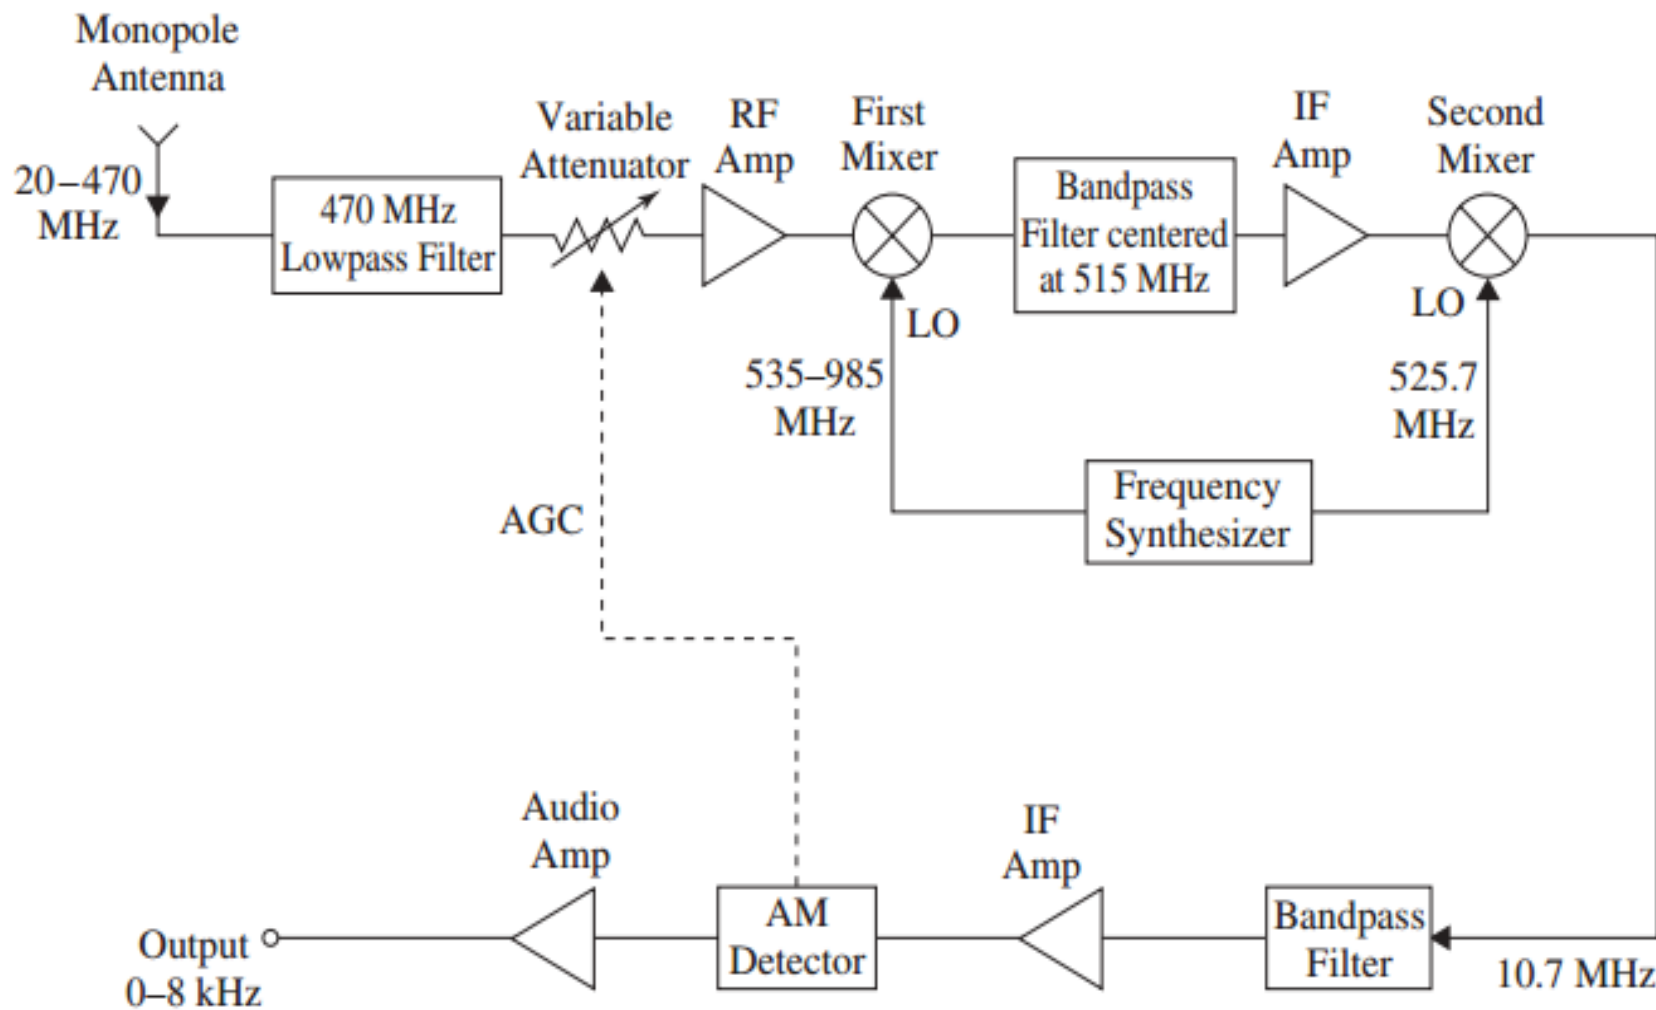 Monopole
Antenna
20–470
MHz
470 MHz
Lowpass Filter
Variable
Attenuator
RF
Amp
First
Mixer
LO
535–985
MHz
Bandpass
Filter centered
at 515 MHz
IF
Amp
Second
Mixer
LO
525.7
MHz
Frequency
Synthesizer
AGC
Audio
Amp
Output
0–8 kHz
AM
Detector
IF
Amp
Bandpass
Filter
10.7 MHz